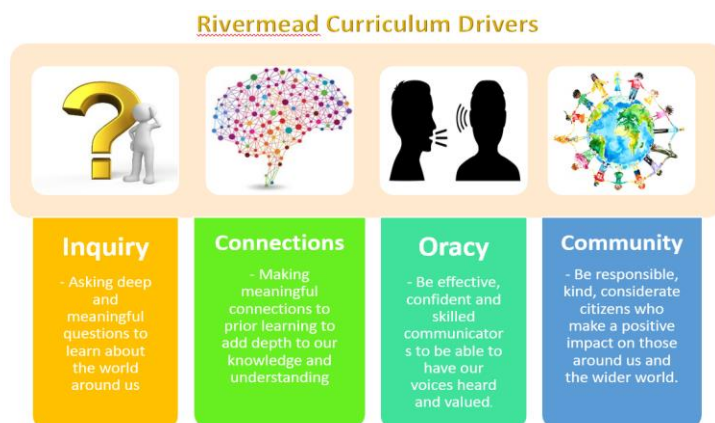 Rivermead Curriculum Drivers
Inquiry
- Asking deep
and
meaningful
questions to
learn about
the world
around us
Connections
- Making
meaningful
connections to
prior learning to
add depth to our
knowledge and
understanding
Oracy
- Be effective,
confident and
skilled
communicator
s to be able to
have our
voices heard
and valued.
Community
- Be responsible,
kind, considerate
citizens who
make a positive
impact on those
around us and
the wider world.